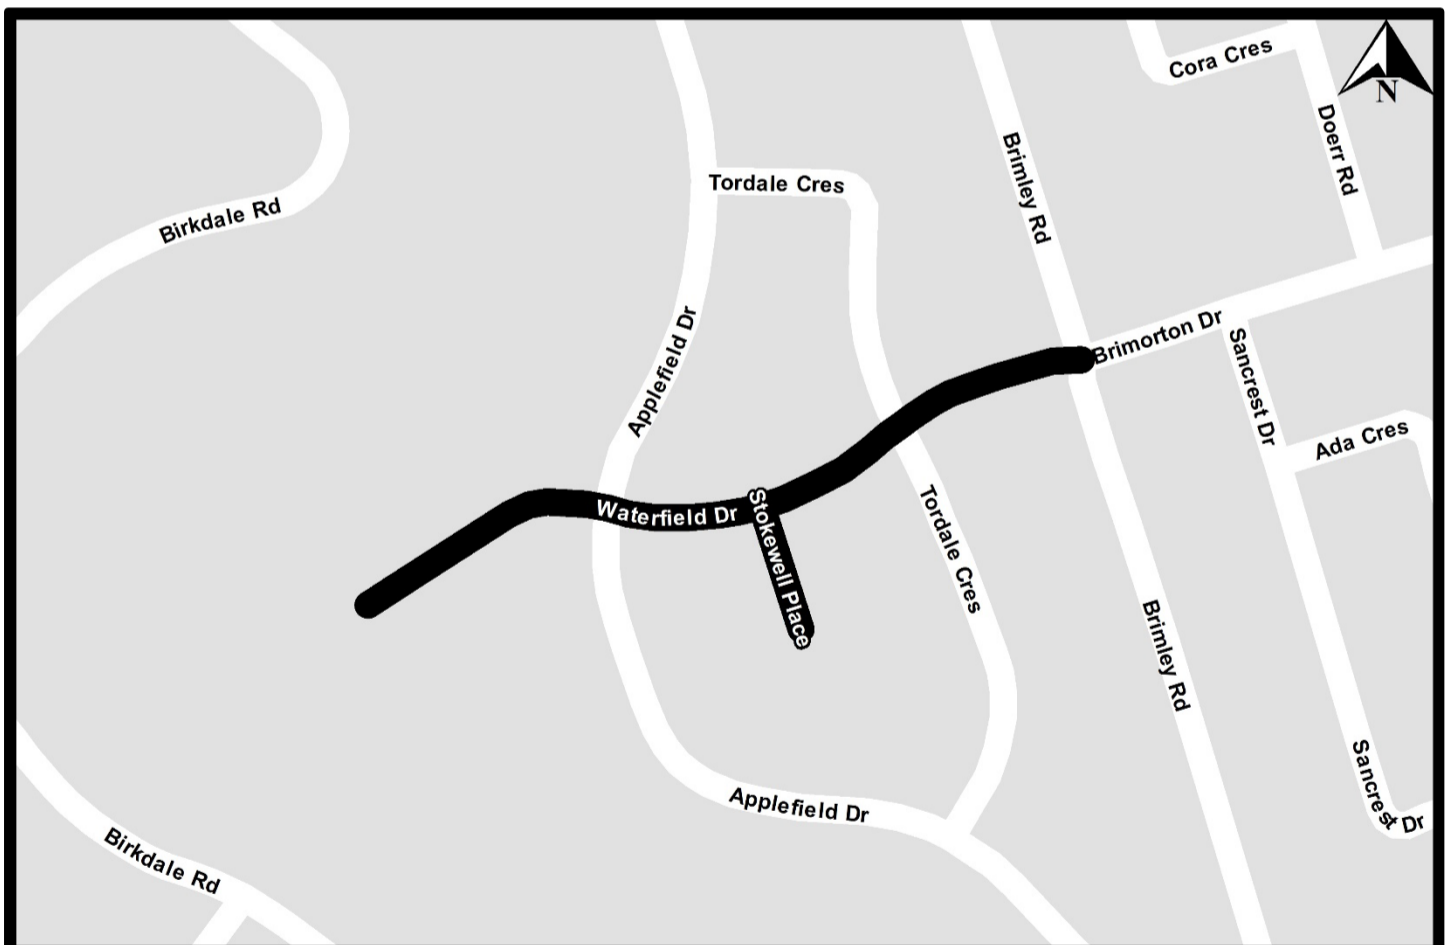 Cora Cres
N
Doerr Rd
Brimley Rd
Tordale Cres
Birkdale Rd
Applefield Dr
Brimorton Dr
Sancrest Dr
Ada Cres
Waterfield Dr
Stokewell Place
Tordale Cres
Brimley Rd
Sancrest Dr
Applefield Dr
Birkdale Rd